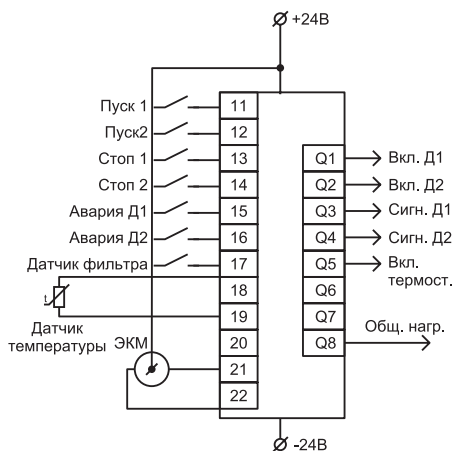 +24В
Пуск 1
11
Пуск2
12
Стоп 1
13
Q1
Вкл. Д1
Стоп 2
14
Q2
Вкл. Д2
Авария Д1
15
Q3
Сигн. Д1
Авария Д2
16
Q4
Сигн. Д2
Датчик фильтра
17
Q5
Вкл.
термост.
18
Q6
t
19
Q7
Датчик
температуры
ЭКМ
20
Q8
Общ. нагр.
21
22
-24В